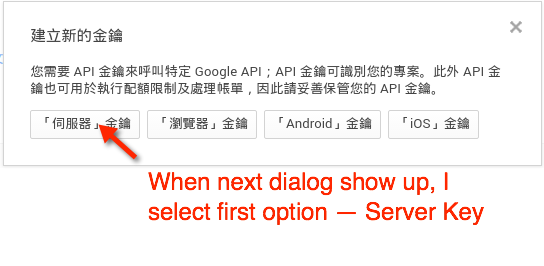 建立新的金鑰
您需要 API 金鑰來呼叫特定 Google API；API 金鑰可識別您的專案。此外 API 金
鑰也可用於執行配額限制及處理帳單，因此請妥善保管您的 API 金鑰。
「伺服器」金鑰 「瀏覽器」金鑰 「Android」金鑰 「iOS」金鑰
When next dialog show up, I
select first option — Server Key